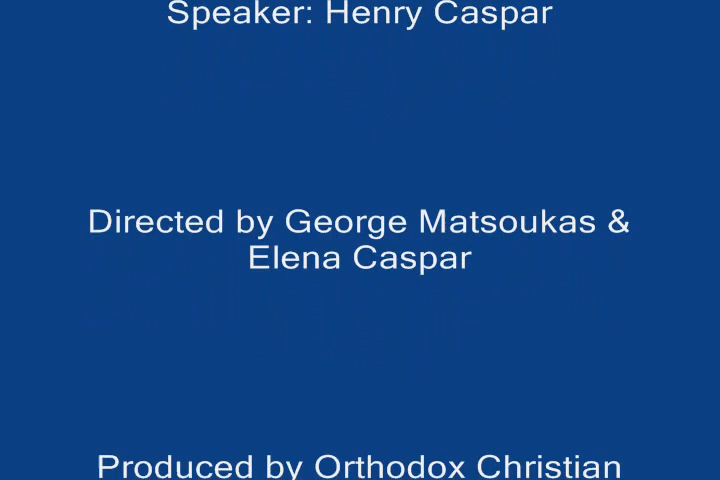 Speaker: Henry Caspar
Directed by George Matsoukas &
Elena Caspar
Produced by Orthodox Christian